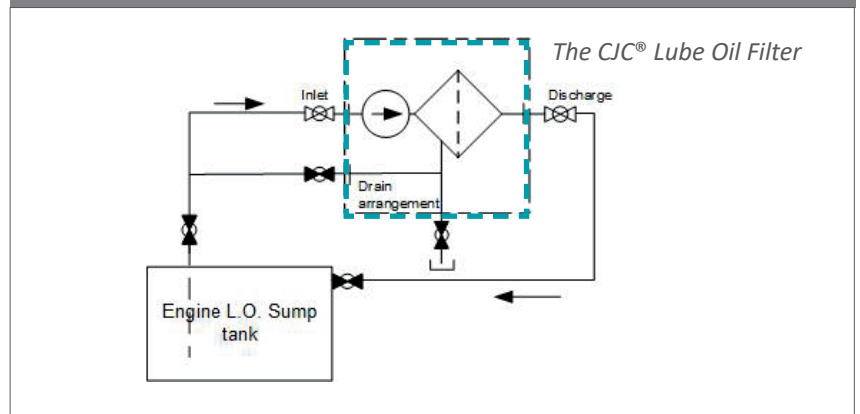 The CJC® Lube Oil Filter
Inlet
Discharge
Drain
arrangement
Engine L.O. Sump
tank